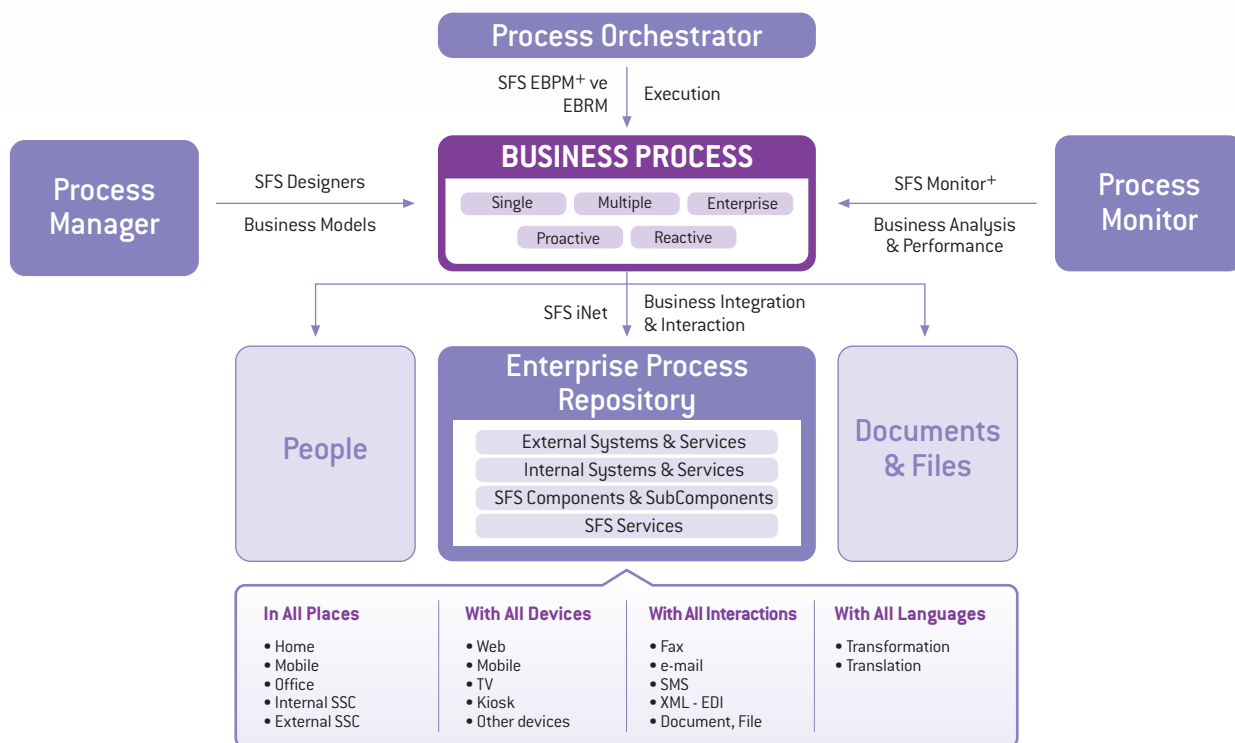 Process Orchestrator
SFS EBPM+ ve
EBRM
Execution
Process
Manager
SFS Designers
Business Models
BUSINESS PROCESS
Single
Multiple
Enterprise
Proactive
Reactive
SFS Monitor+
Business Analysis
& Performance
Process
Monitor
SFS iNet
Business Integration
& Interaction
People
Enterprise Process
Repository
External Systems & Services
Internal Systems & Services
SFS Components & SubComponents
SFS Services
Documents
& Files
In All Places
• Home
• Mobile
• Office
• Internal SSC
• External SSC
With All Devices
• Web
• Mobile
• TV
• Kiosk
• Other devices
With All Interactions
• Fax
• e-mail
• SMS
• XML - EDI
• Document, File
With All Languages
• Transformation
• Translation